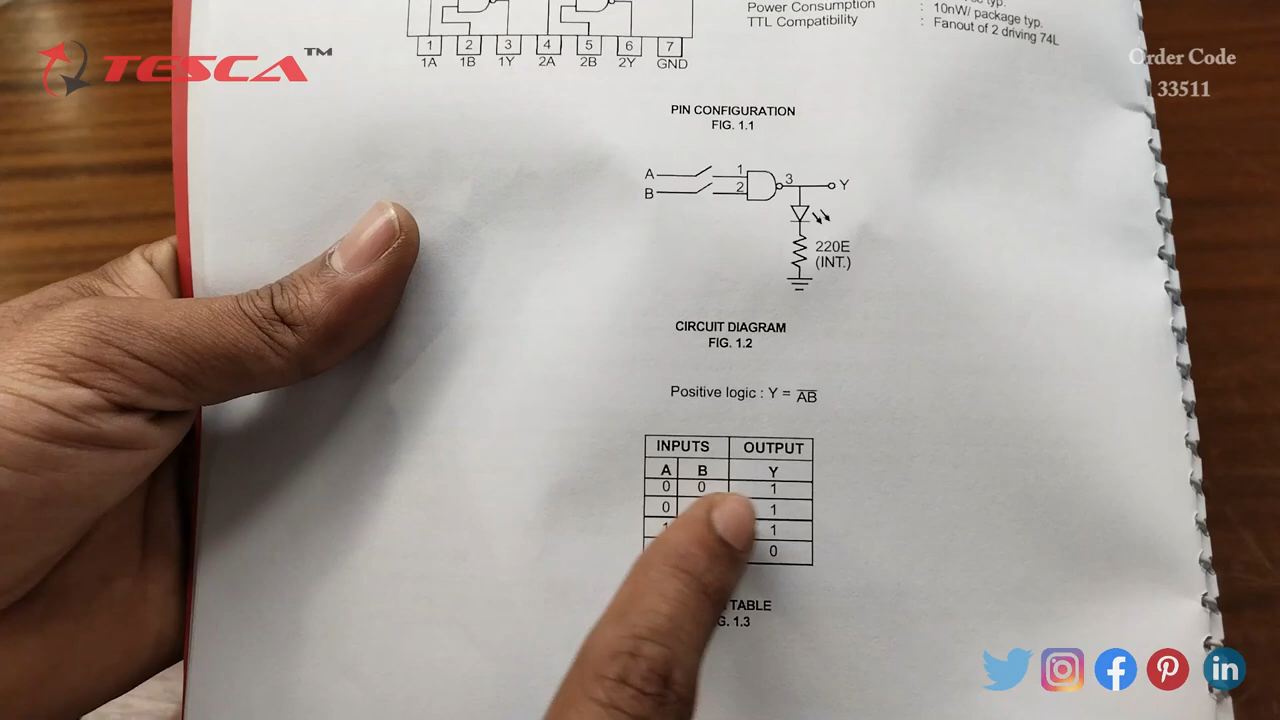 Power Consumption : 10nW/ package typ.
TTL Compatibility : Fanout of 2 driving 74L
1 2 3 4 5 6 7
1A 1B 1Y 2A 2B 2Y GND
TESCA™
Order Code
33511
PIN CONFIGURATION
FIG. 1.1
A 1
B 2 3 Y
220E
(INT.)
CIRCUIT DIAGRAM
FIG. 1.2
Positive logic : Y = A̅B̅
INPUTS OUTPUT
A B Y
0 0 1
0 1
1 1
0
TABLE
1.3
in